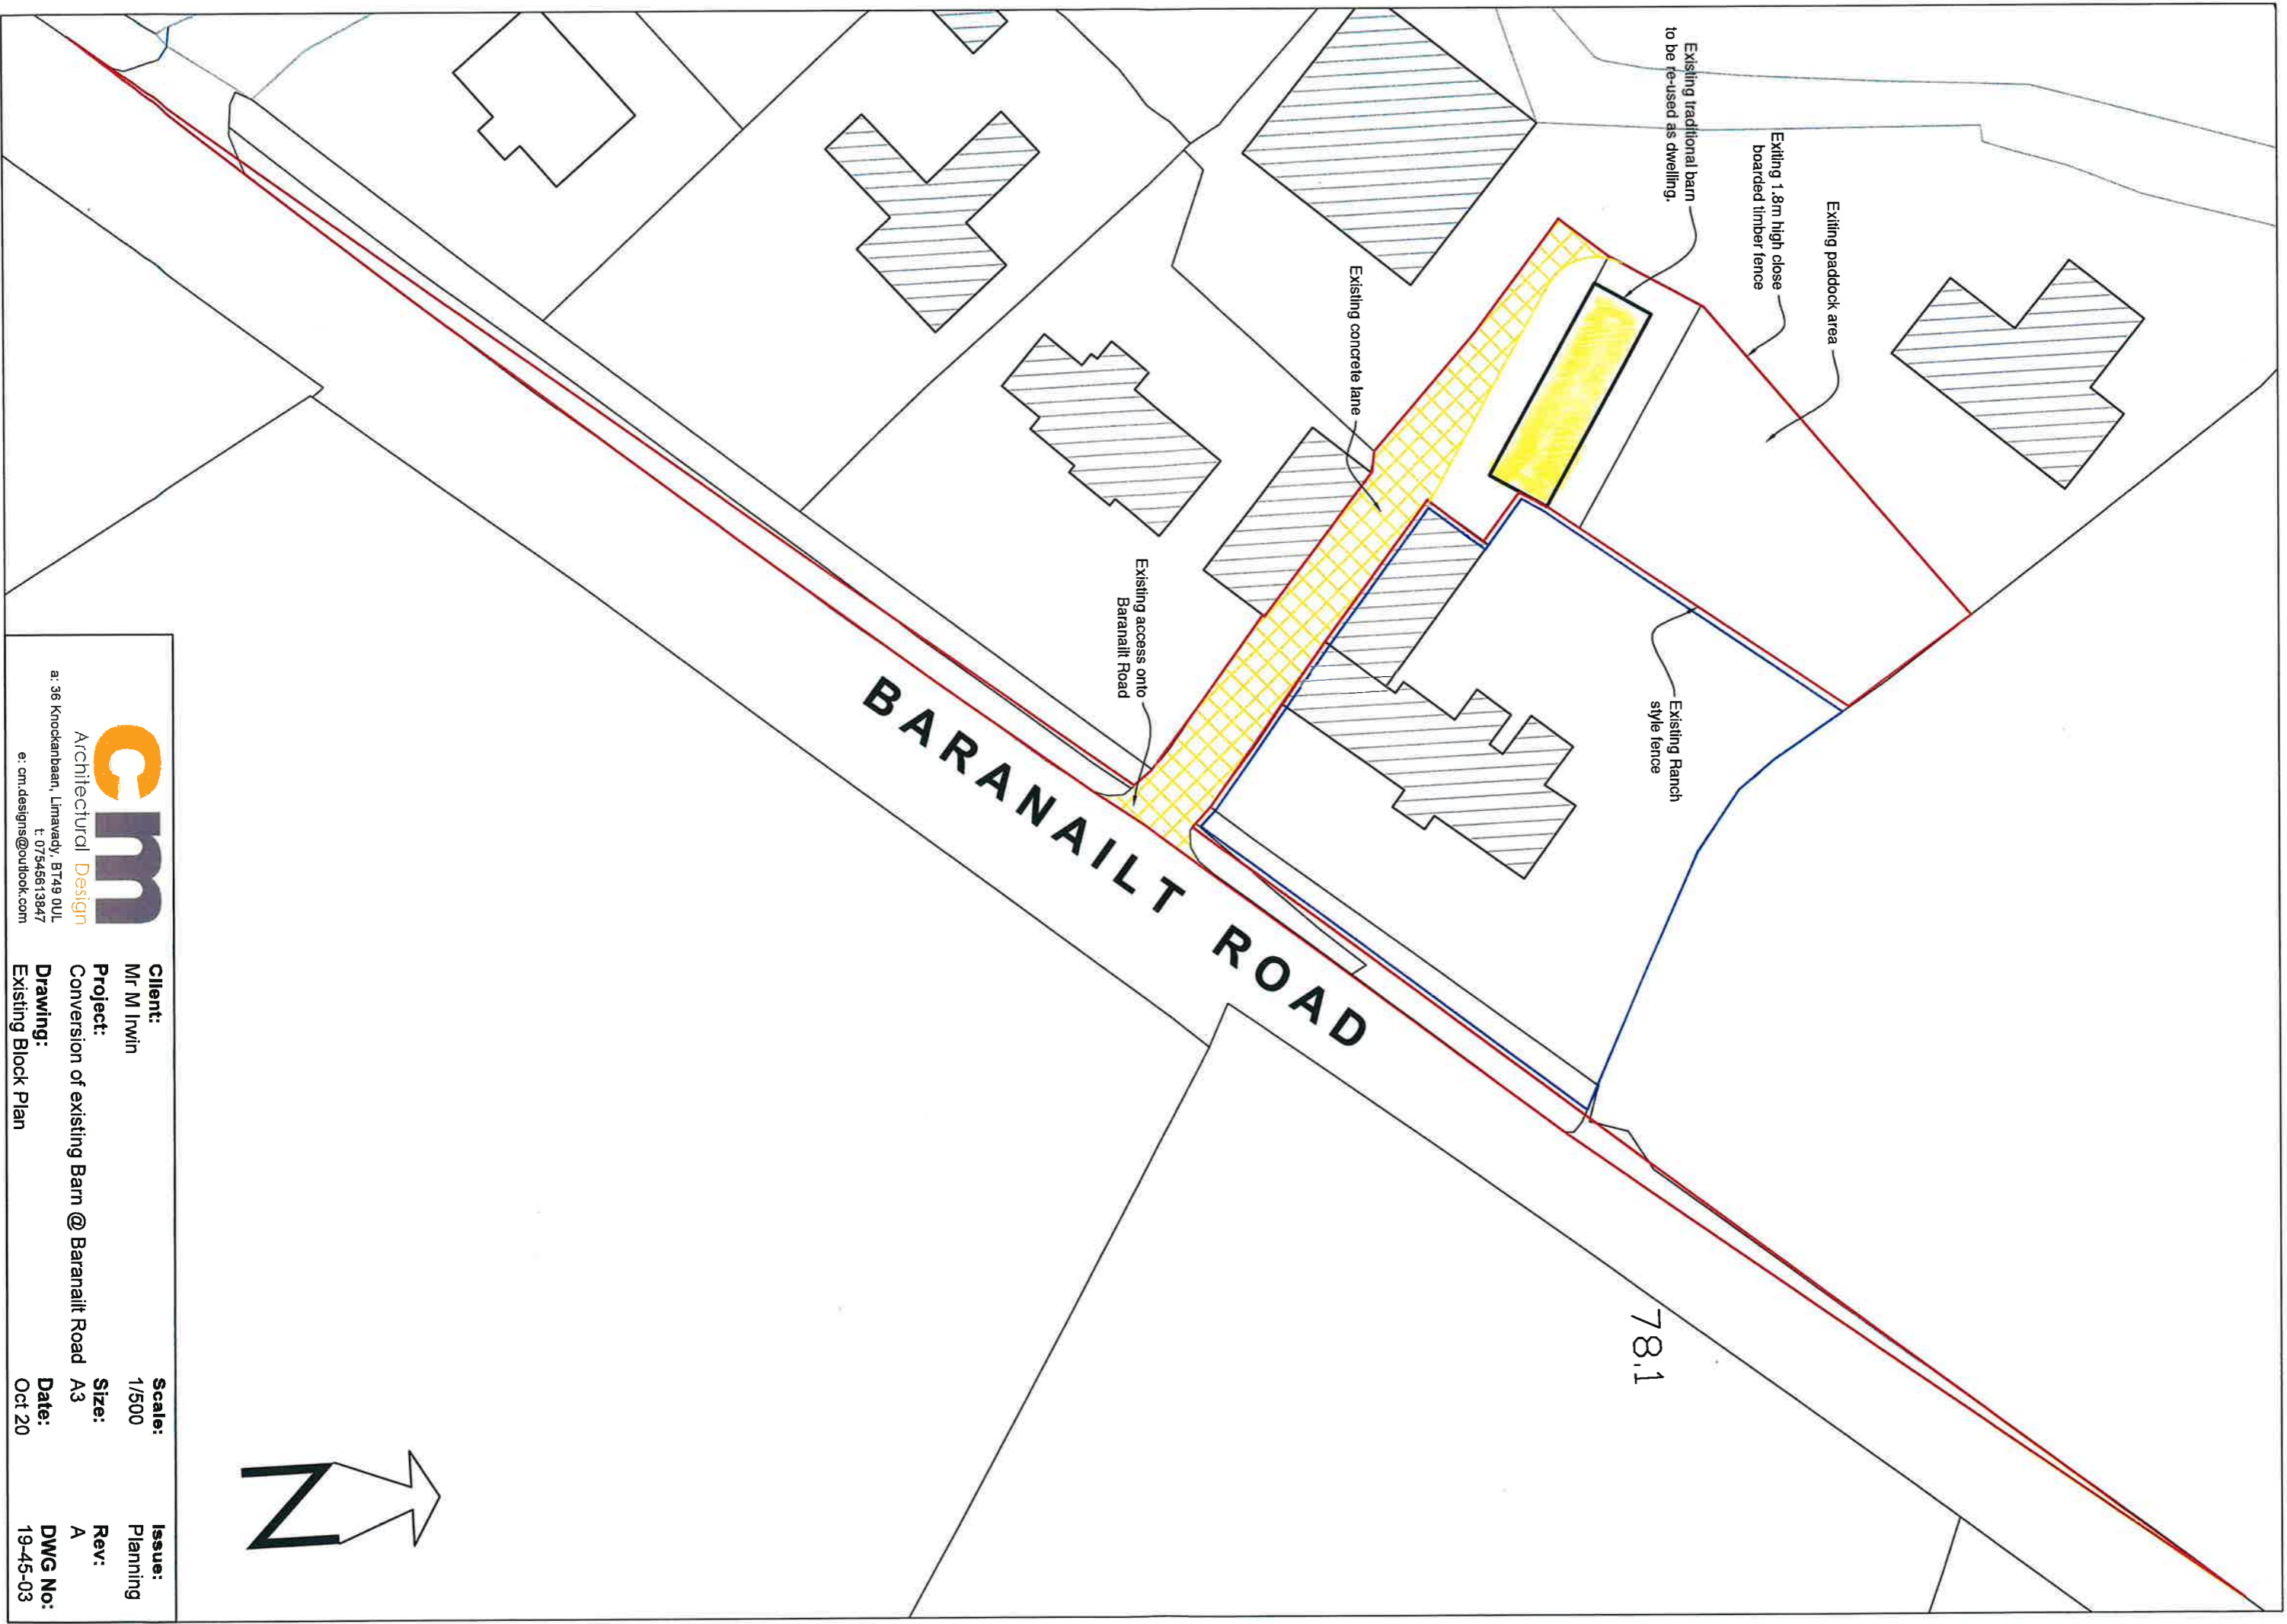 Existing traditional barn
to be re-used as dwelling.
Exiting 1.8m high close
boarded timber fence
Exiting paddock area
Existing concrete lane
Existing access onto
Baranailt Road
Existing Ranch
style fence
BARANAILT ROAD
78.1
N
cm
Architectural Design
a: 36 Knockanbaan, Limavady, BT49 0UL
t: 07545613847
e: cm.designs@outlook.com
Client:
Mr M Irwin
Project:
Conversion of existing Barn @ Baranailt Road
Drawing:
Existing Block Plan
Scale:
1/500
Size:
A3
Date:
Oct 20
Issue:
Planning
Rev:
A
DWG No:
19-45-03